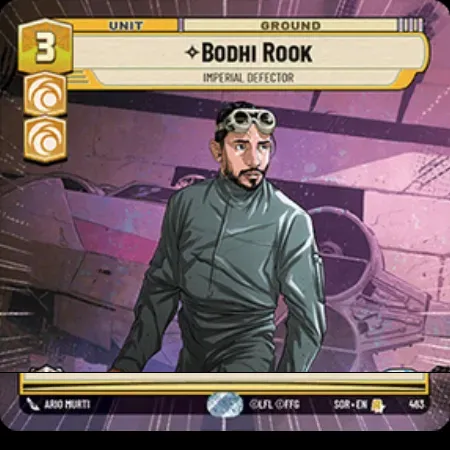 UNIT GROUND
3
BODHI ROOK
IMPERIAL DEFECTOR
ARIO MURTI ©LFL ©FFG SOR • EN 463